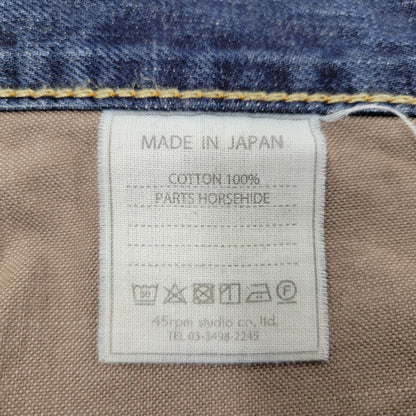 MADE IN JAPAN
COTTON 100%
PARTS HORSEHIDE
45rpm studio co., ltd.
TEL 03-3498-2245